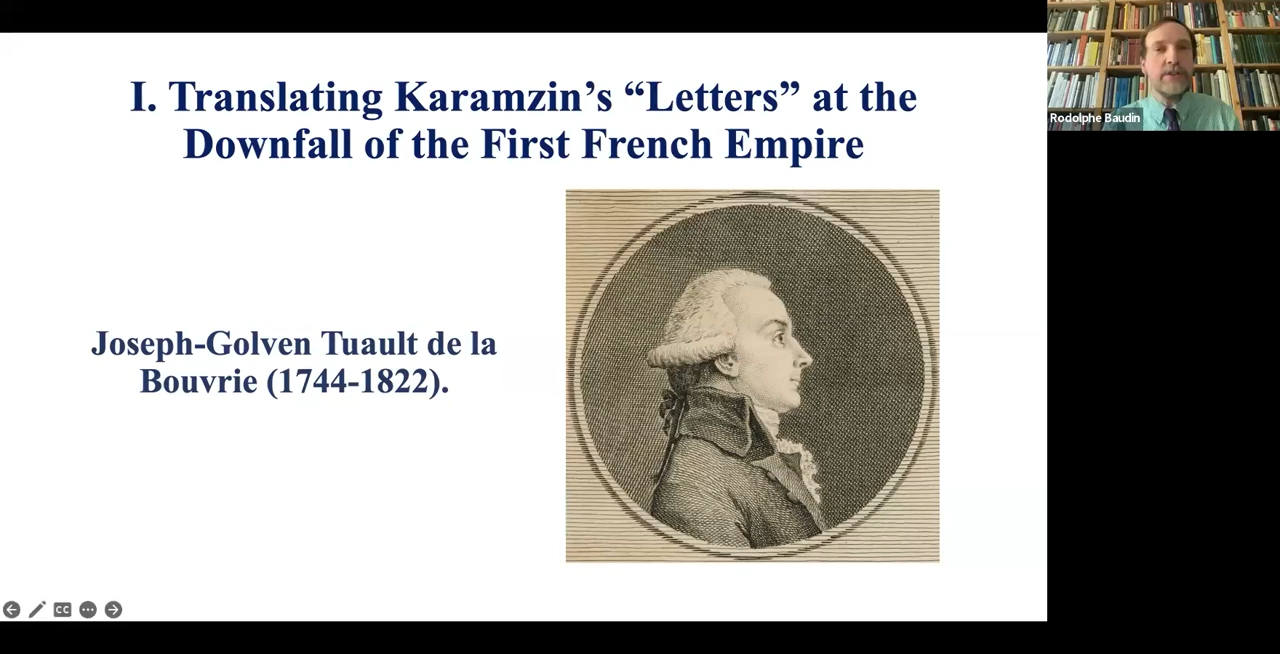 I. Translating Karamzin’s “Letters” at the
Downfall of the First French Empire
Joseph-Golven Tuault de la
Bouvrie (1744-1822).
Rodolphe Baudin
CC